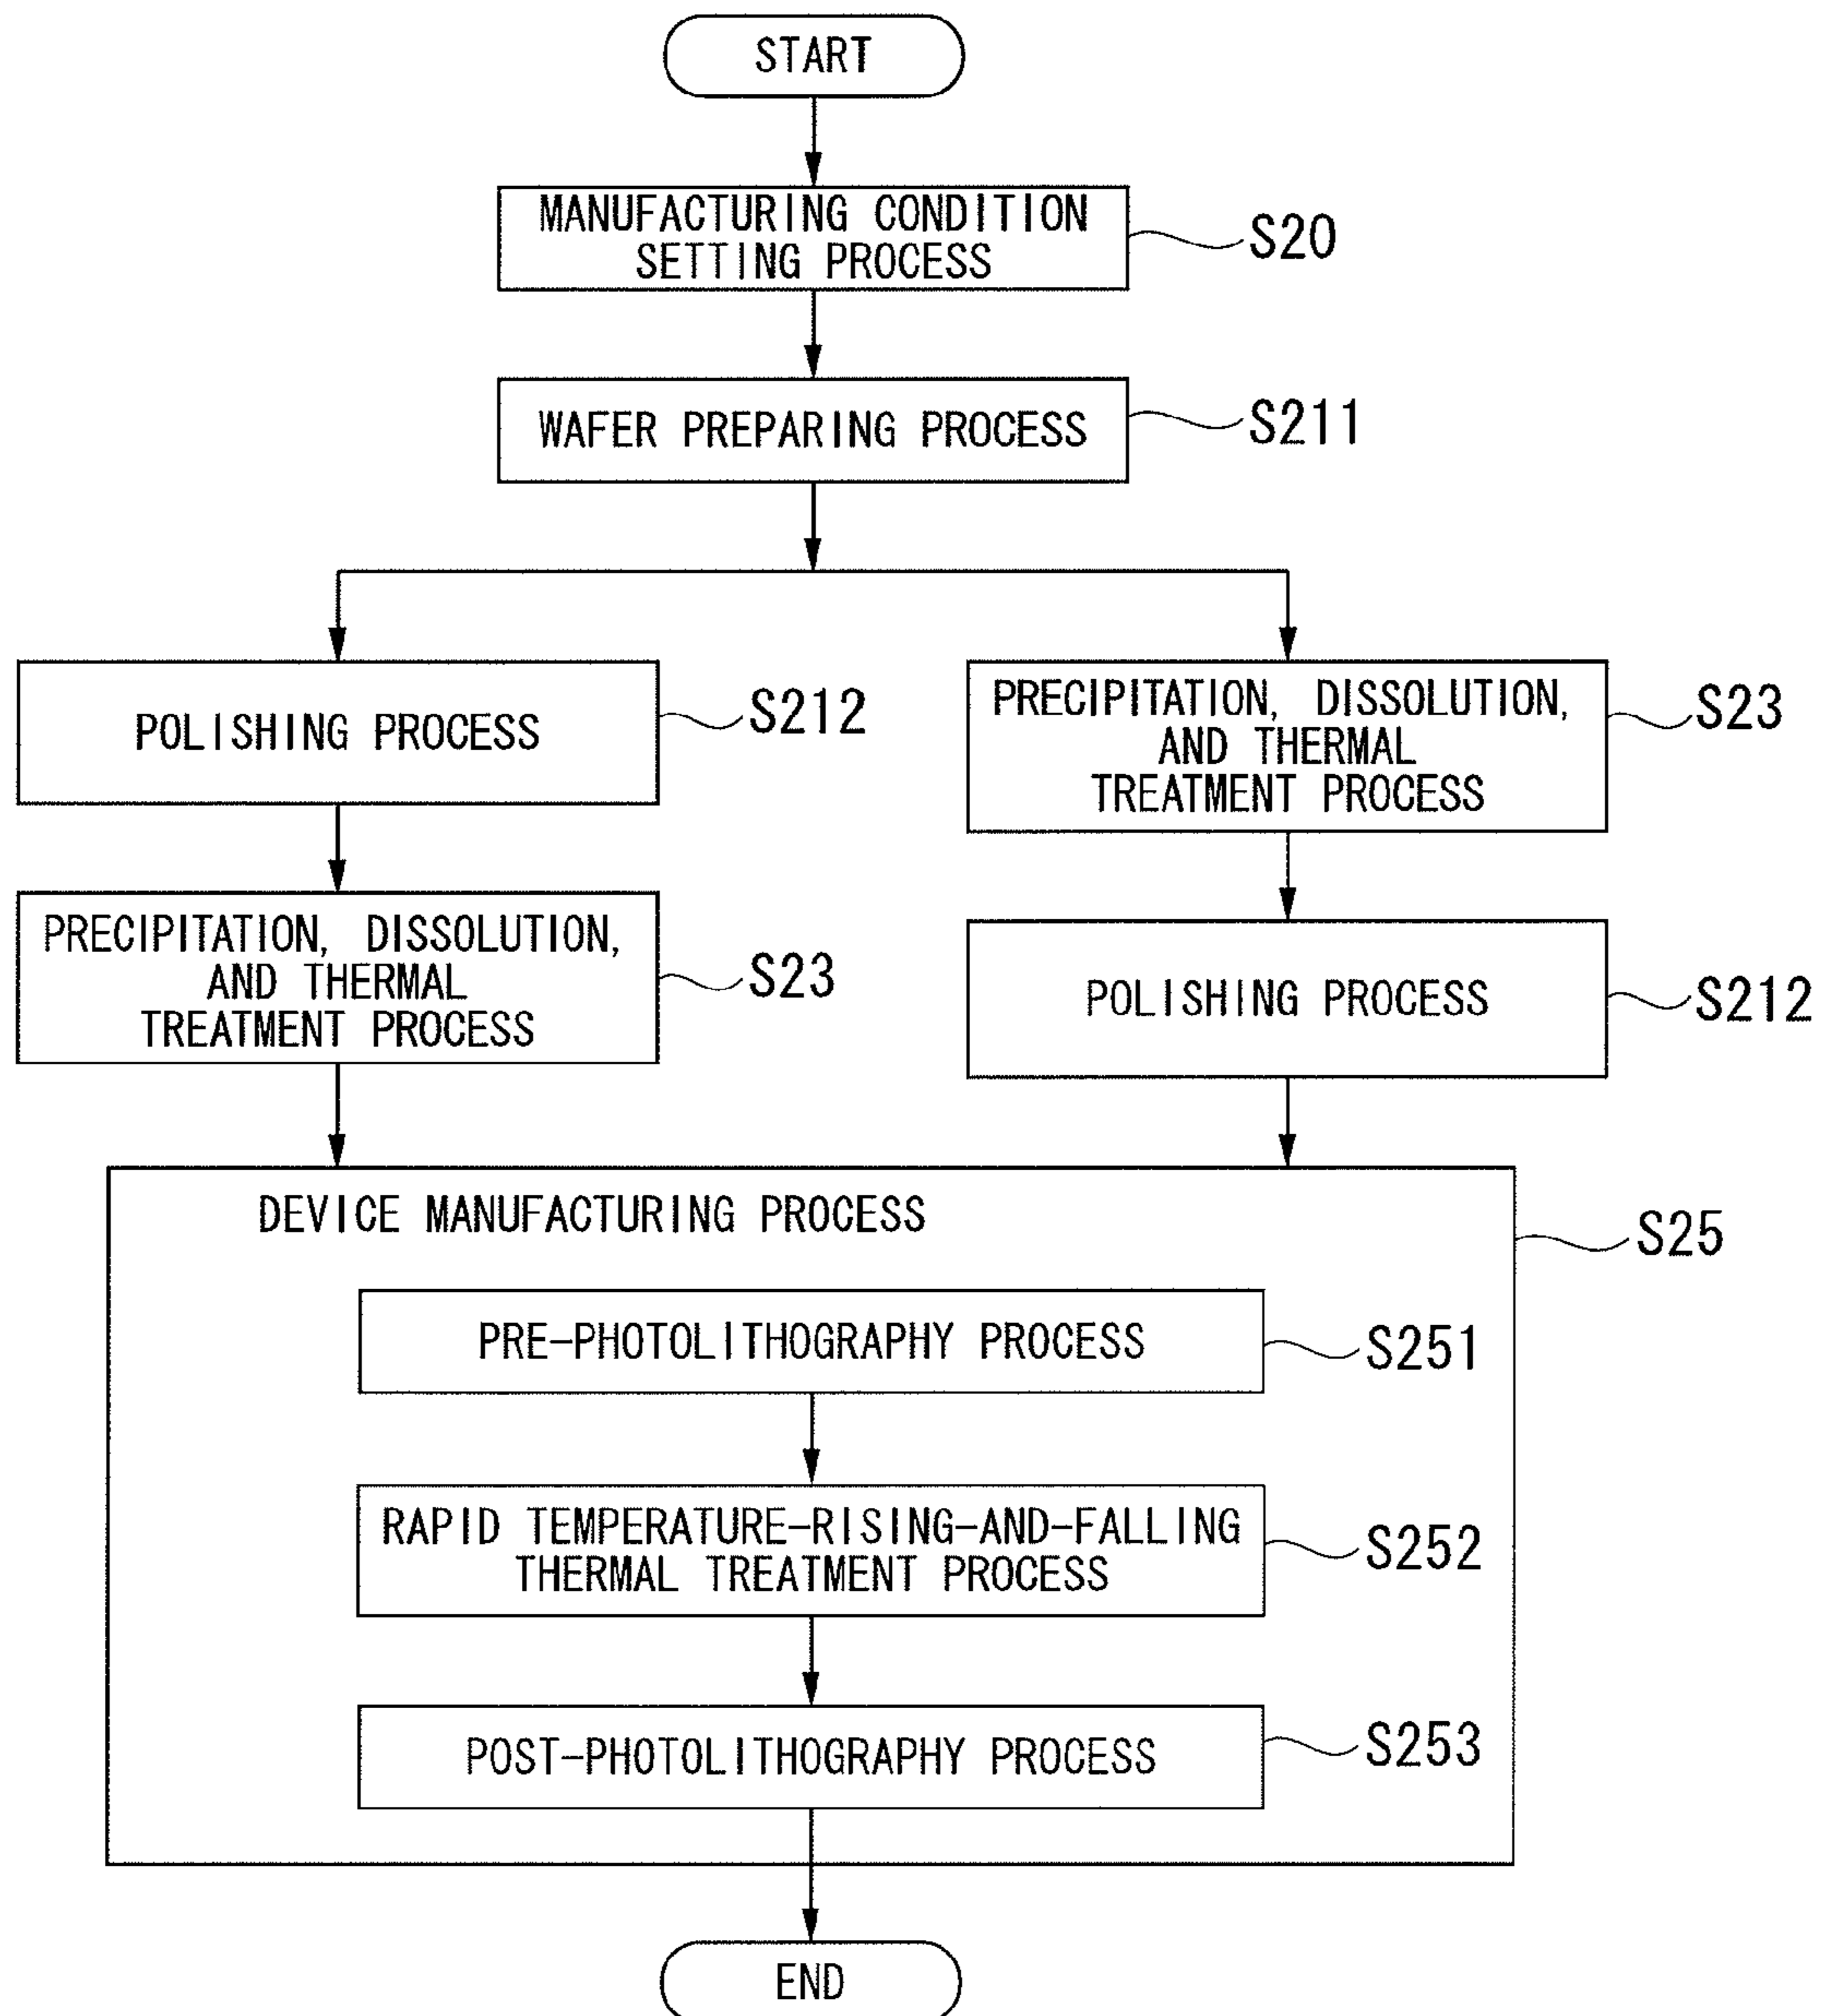 START
MANUFACTURING CONDITION
SETTING PROCESS
S20
WAFER PREPARING PROCESS
S211
POLISHING PROCESS
S212
PRECIPITATION, DISSOLUTION,
AND THERMAL
TREATMENT PROCESS
S23
PRECIPITATION, DISSOLUTION,
AND THERMAL
TREATMENT PROCESS
S23
POLISHING PROCESS
S212
DEVICE MANUFACTURING PROCESS
S25
PRE-PHOTOLITHOGRAPHY PROCESS
S251
RAPID TEMPERATURE-RISING-AND-FALLING
THERMAL TREATMENT PROCESS
S252
POST-PHOTOLITHOGRAPHY PROCESS
S253
END